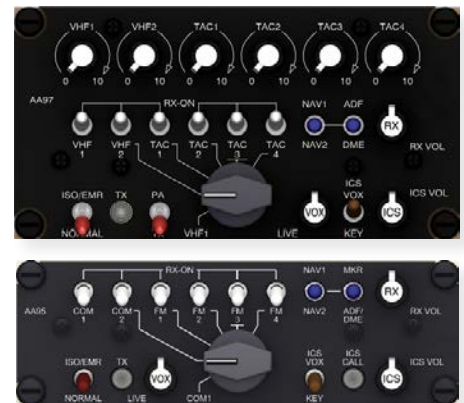 VHF1 VHF2 TAC1 TAC2 TAC3 TAC4
0 10 0 10 0 10 0 10 0 10 0 10
AA97
RX-ON
NAV1 ADF
RX
VHF 1 VHF 2 TAC 1 TAC 2 TAC 3 TAC 4
NAV2 DME
RX VOL
ISO/EMR TX PA
ICS VOX
ICS VOL
VOX
ICS
NORMAL
VHF1
LIVE
KEY
RX-ON
NAV1 MKR
RX
AA95
COM 1 COM 2 FM 1 FM 2 FM 3 FM 4
NAV2 ADF/DME
RX VOL
ISO/EMR TX
VOX
ICS VOX
ICS CALL
ICS
ICS VOL
NORMAL LIVE COM1
KEY